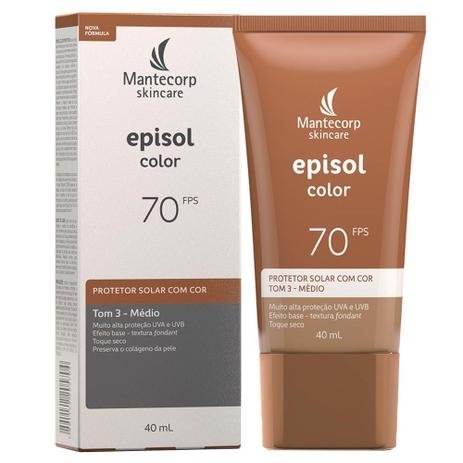 NOVA
FÓRMULA
Mantecorp
skincare
episol
color
70 FPS
PROTETOR SOLAR COM COR
Tom 3 - Médio
Muito alta proteção UVA e UVB
Efeito base - textura fondant
Toque seco
Preserva o colágeno da pele
40 mL
Mantecorp
skincare
episol
color
70 FPS
PROTETOR SOLAR COM COR
TOM 3 - MÉDIO
Muito alta proteção UVA e UVB
Efeito base - textura fondant
Toque seco
40 mL